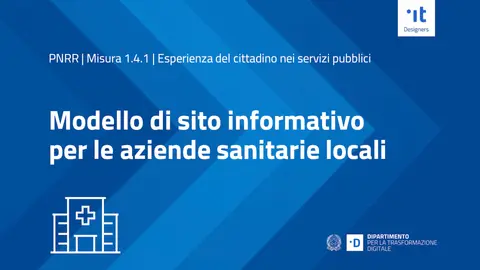 .it
Designers
PNRR | Misura 1.4.1 | Esperienza del cittadino nei servizi pubblici
Modello di sito informativo
per le aziende sanitarie locali
DIPARTIMENTO
PER LA TRASFORMAZIONE
DIGITALE